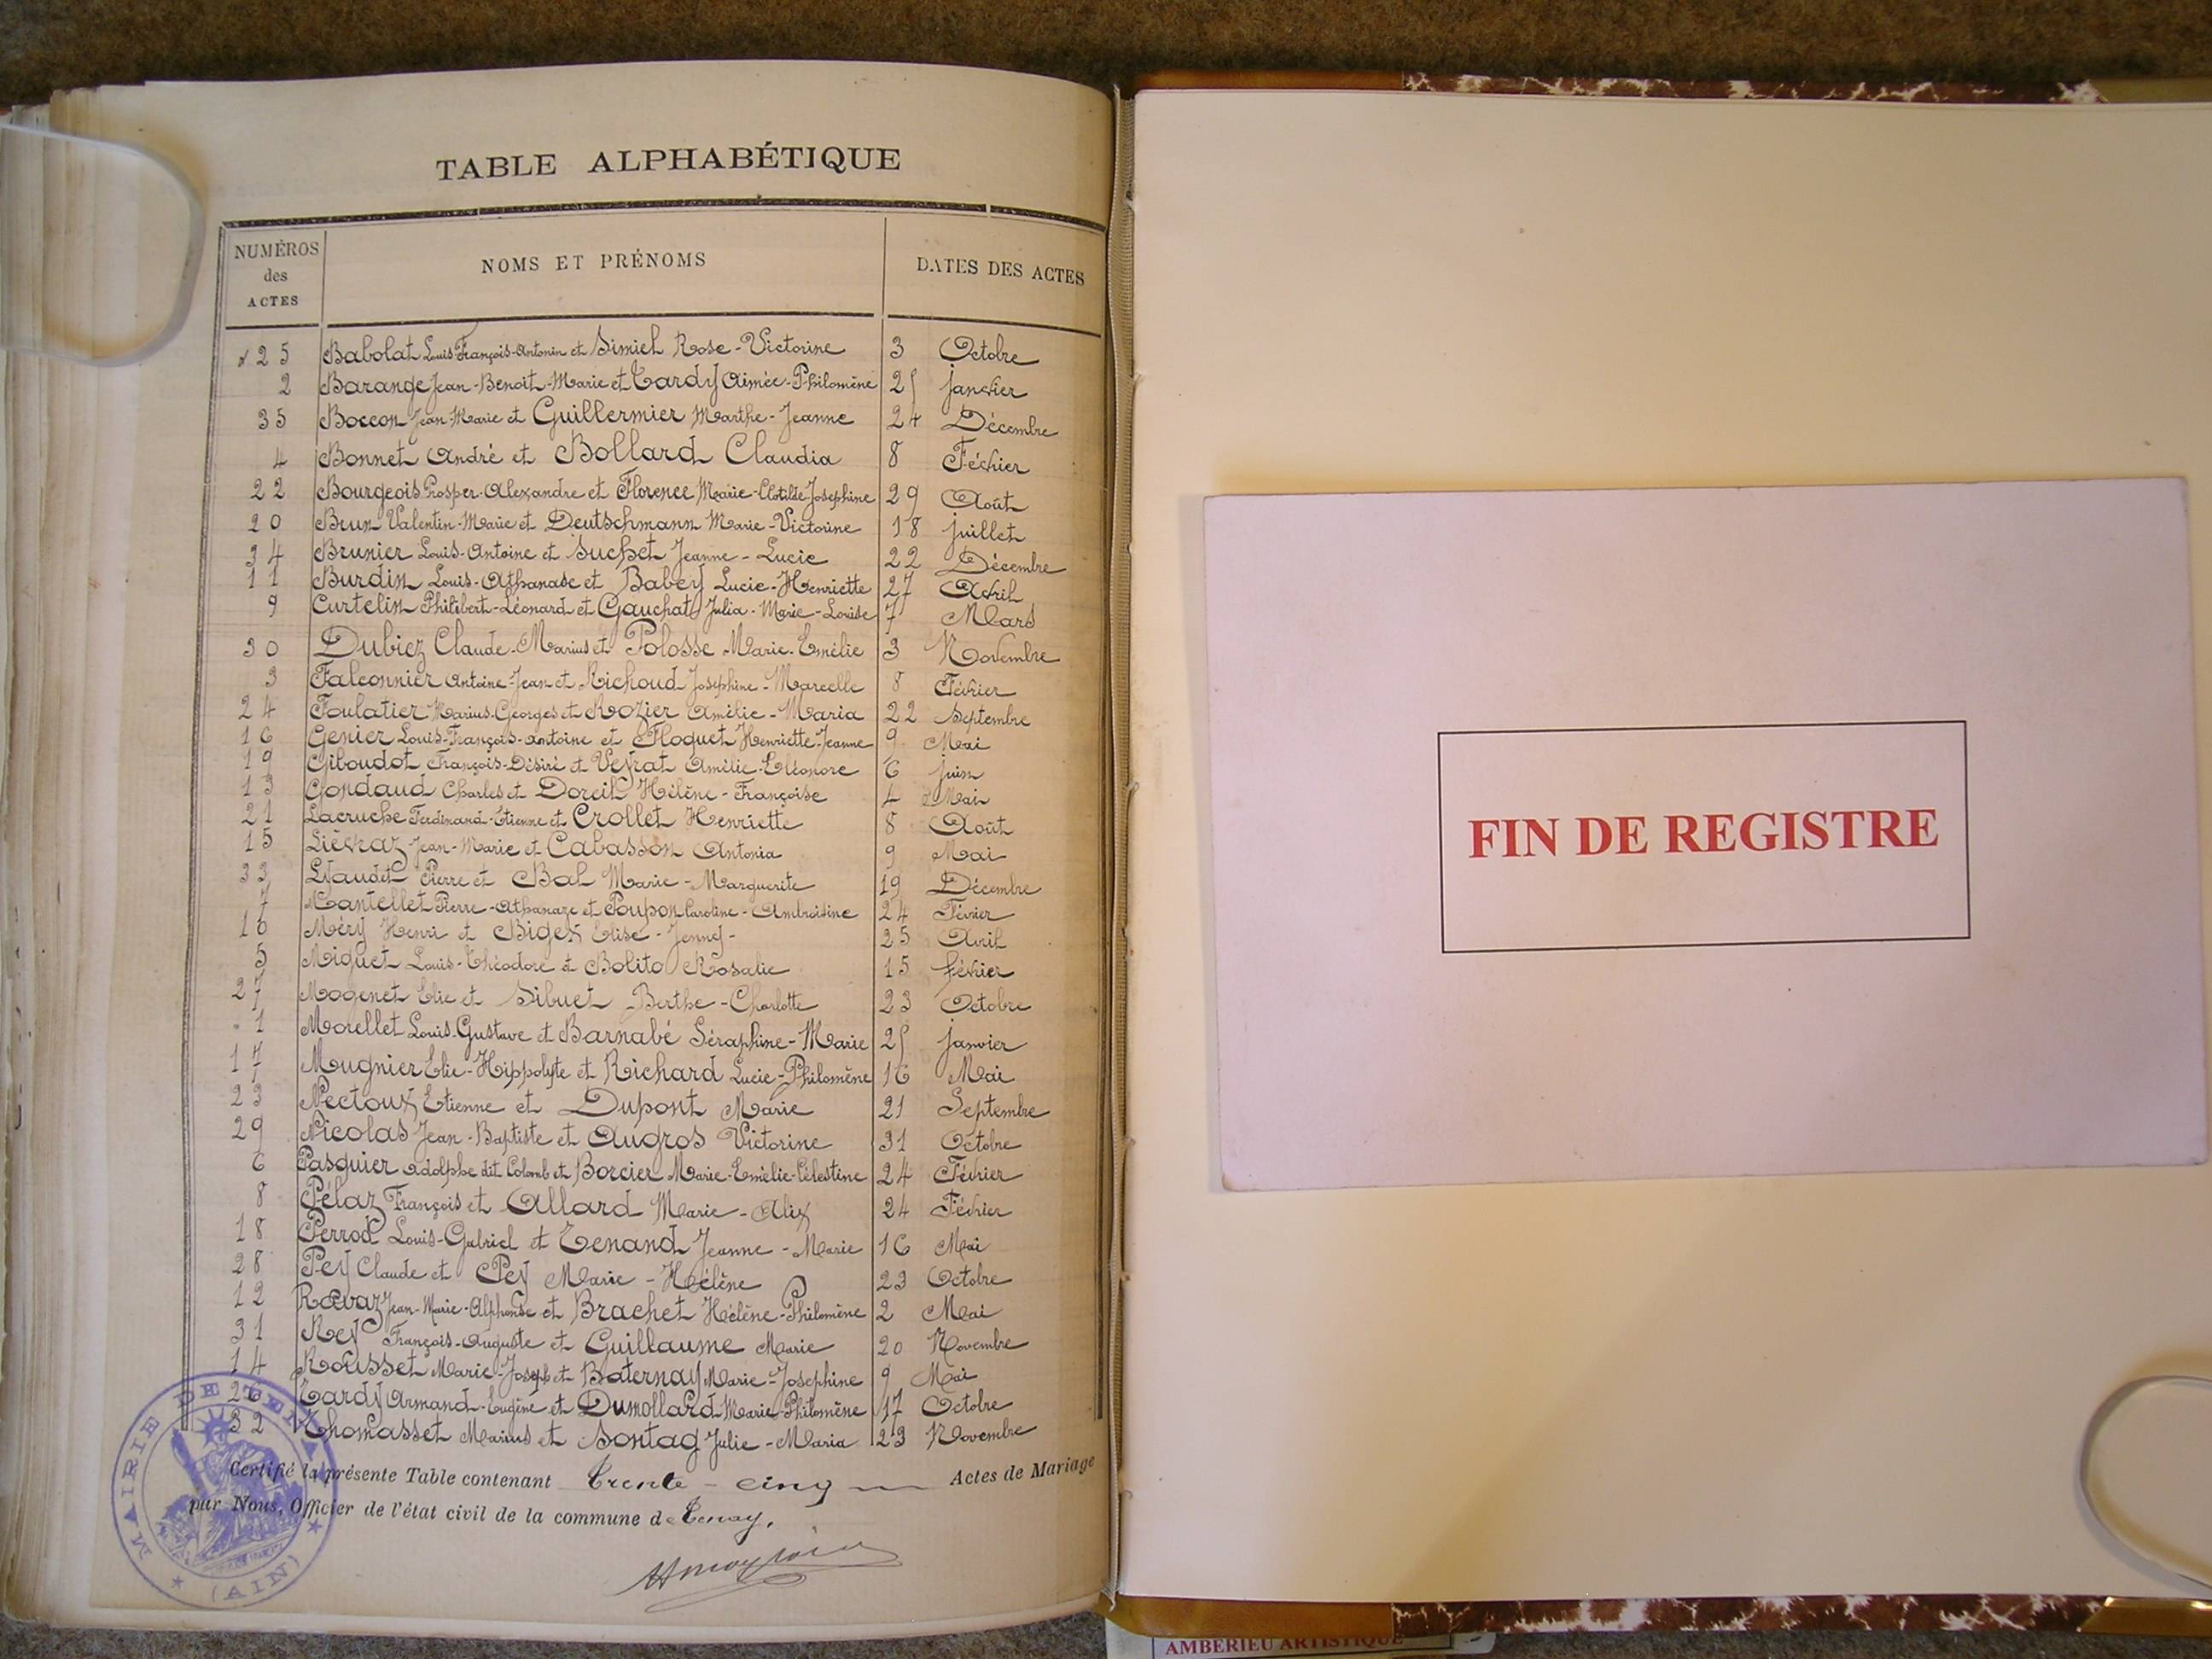 TABLE ALPHABÉTIQUE
NUMÉROS des ACTES NOMS ET PRÉNOMS DATES DES ACTES
25 Babolat Louis François-Antonin et Simiel Rose-Victorine 3 Octobre
2 Barange Jean-Benoit-Marie et Tardy Aimée-Philomène 25 janvier
35 Boccon Jean-Marie et Guillermier Marthe-Jeanne 24 Décembre
4 Bonnet André et Bollard Claudia 8 Février
22 Bourgeois Prosper-Alexandre et Florence Marie-Clotilde Josephine 29 Août
20 Brun Valentin-Marie et Deutschmann Marie-Victorine 18 juillet
34 Brunier Louis-Antoine et Suchet Jeanne-Lucie 22 Décembre
11 Burdin Louis-Athanase et Babey Lucie-Henriette 27 Avril
9 Curtelin Philibert-Léonard et Gauchat Julia-Marie-Louise 7 Mars
30 Dubiez Claude-Marius et Polosse Marie-Emélie 3 Novembre
3 Falconnier Antoine-Jean et Richoud Josephine-Marcelle 8 Février
24 Foulatier Marius-Georges et Rozier Amélie-Maria 22 Septembre
16 Genier Louis-François-Antoine et Floquet Henriette-Jeanne 9 Mai
19 Giboudot François-Désiré et Veyrat Amélie-Eléonore 6 juin
13 Gondaud Charles et Doreil Hélène-Françoise 4 Mai
21 Lacruche Ferdinand-Etienne et Crollet Henriette 8 Août
15 Liévraz Jean-Marie et Cabasson Antonia 9 Mai
33 Lyaudet Pierre et Bal Marie-Marguerite 19 Décembre
7 Mantellet Pierre-Athanaze et Poupon Caroline-Ambroisine 24 Février
10 Méry Henri et Bigex Elise-Jenny- 25 Avril
5 Miguet Louis-Théodore et Bolito Rosalie 15 février
27 Mogenet Elie et Sibuet Berthe-Charlotte 23 Octobre
1 Morellet Louis-Gustave et Barnabé Séraphine-Marie 25 janvier
17 Mugnier Elie-Hippolyte et Richard Lucie-Philomène 16 Mai
23 Nectoux Etienne et Dupont Marie 21 Septembre
29 Nicolas Jean-Baptiste et Augros Victorine 31 Octobre
6 Pasquier Adolphe dit Colomb et Borcier Marie-Emélie-Célestine 24 Février
8 Pélaz François et Allard Marie-Alix 24 Février
18 Perrod Louis-Gabriel et Tenand Jeanne-Marie 16 Mai
28 Pey Claude et Pey Marie-Hélène 23 Octobre
12 Ravaz Jean-Marie-Alphonse et Brachet Hélène-Philomène 2 Mai
31 Rey François-Auguste et Guillaume Marie 20 Novembre
14 Rousset Marie-Joseph et Baternay Marie-Josephine 9 Mai
26 Tardy Armand-Eugène et Dumollard Marie-Philomène 17 Octobre
32 Thomasset Marius et Sontag Julie-Maria 23 Novembre
Certifié la présente Table contenant Trente-cinq Actes de Mariage
par Nous, Officier de l'état civil de la commune de Tenay.
MAIRIE DE TENAY
(AIN)
FIN DE REGISTRE
AMBERIEU ARTISTIQUE